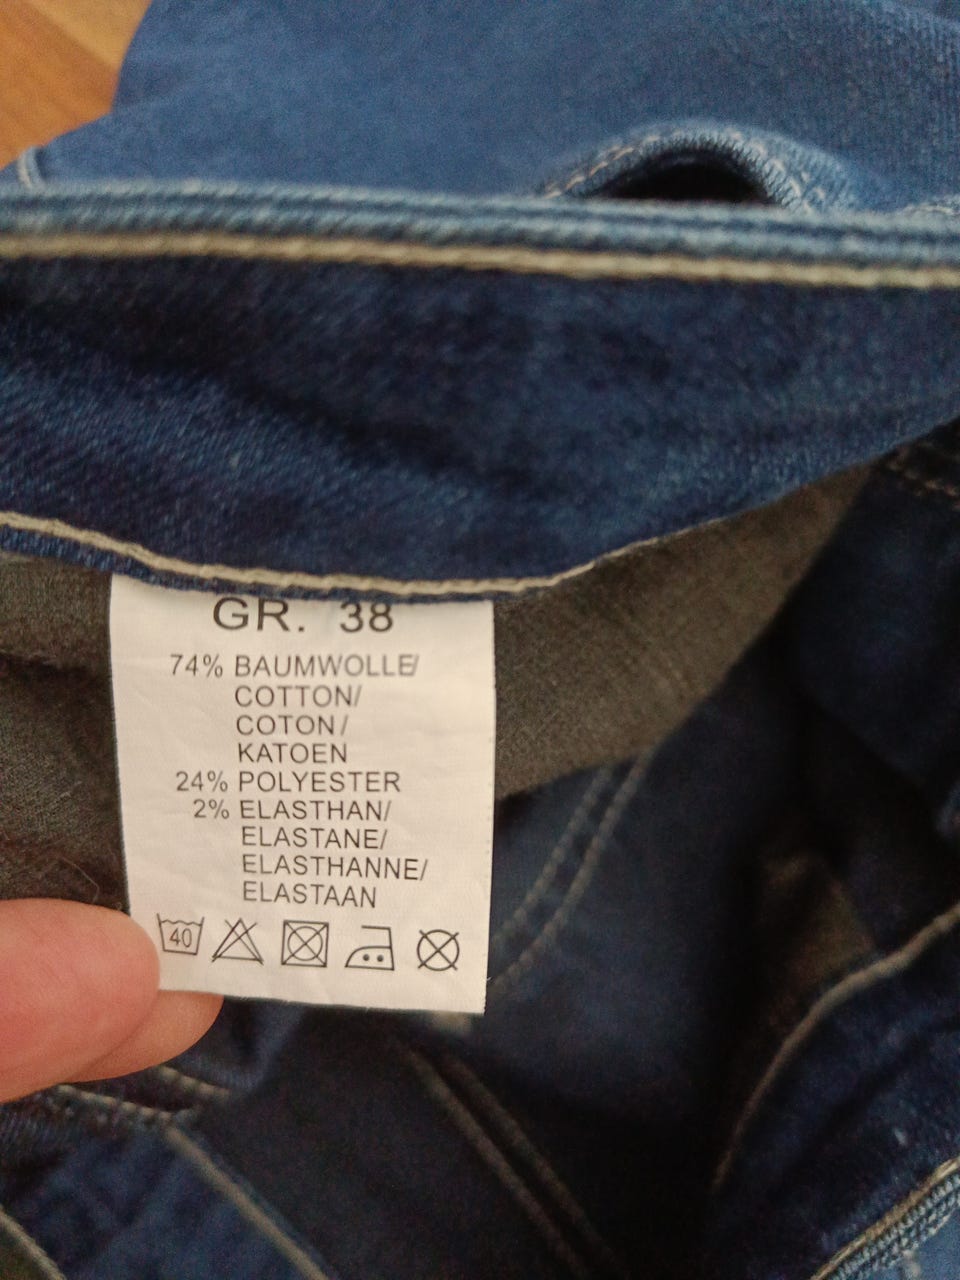 GR. 38
74% BAUMWOLLE/
COTTON/
COTON/
KATOEN
24% POLYESTER
2% ELASTHAN/
ELASTANE/
ELASTHANNE/
ELASTAAN
40